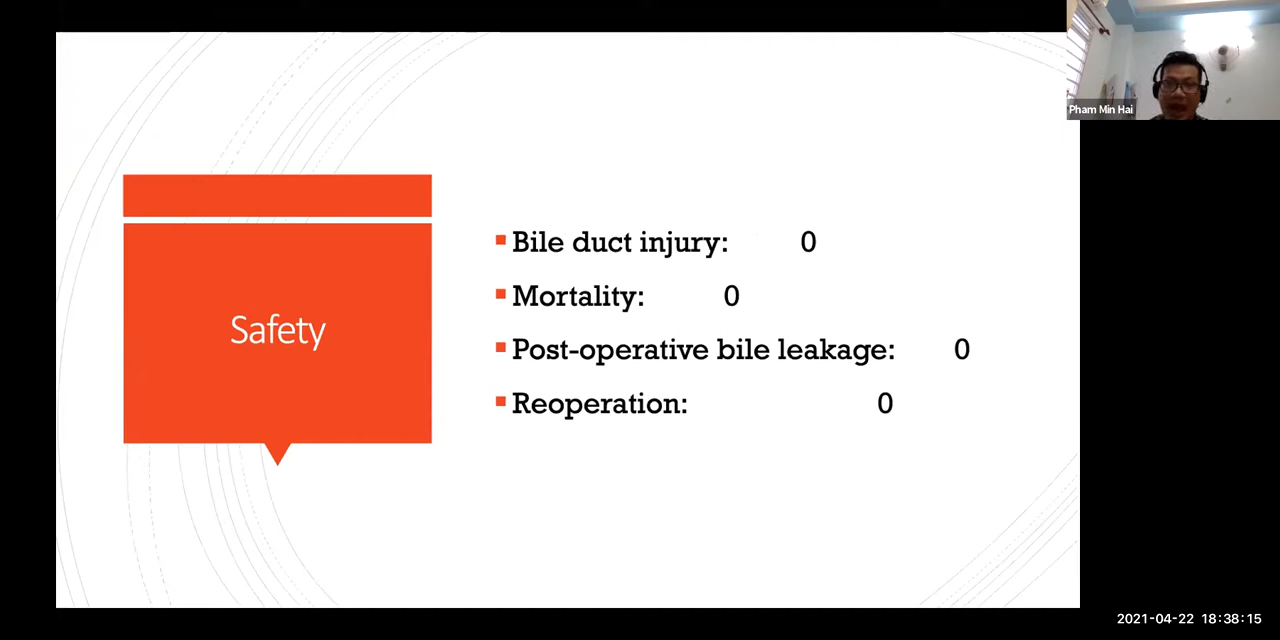 Pham Min Hai
Safety
Bile duct injury: 0
Mortality: 0
Post-operative bile leakage: 0
Reoperation: 0
2021-04-22 18:38:15